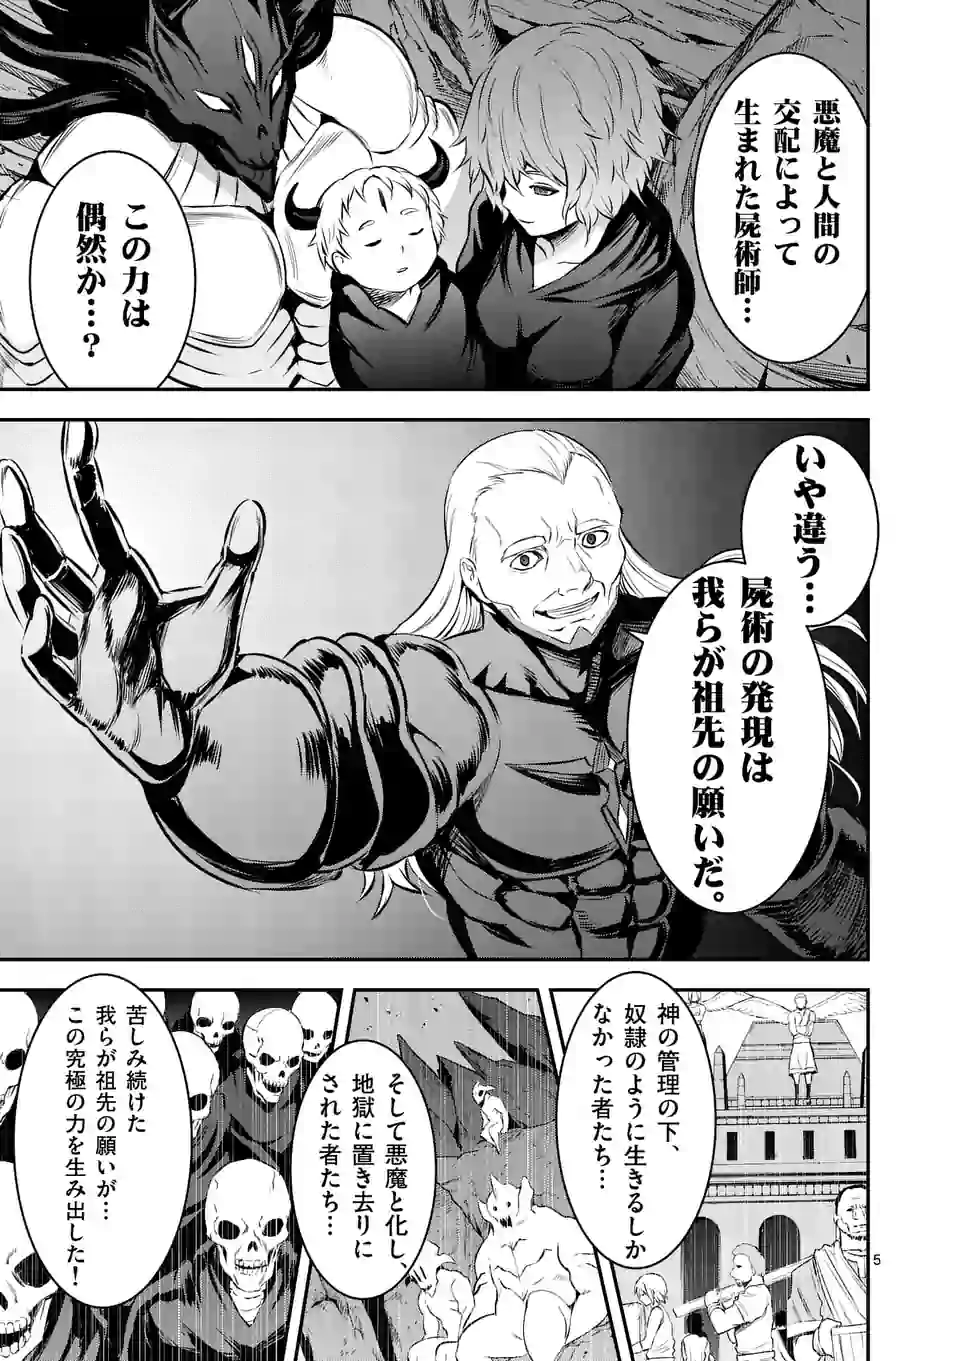 悪魔と人間の
交配によって
生まれた屍術師…
この力は
偶然か…？
いや違う…
屍術の発現は
我らが祖先の願いだ。
神の管理の下、
奴隷のように生きるしか
なかった者たち…
そして悪魔と化し、
地獄に置き去りに
された者たち…
苦しみ続けた
我らが祖先の願いが…
この究極の力を生み出した！
5